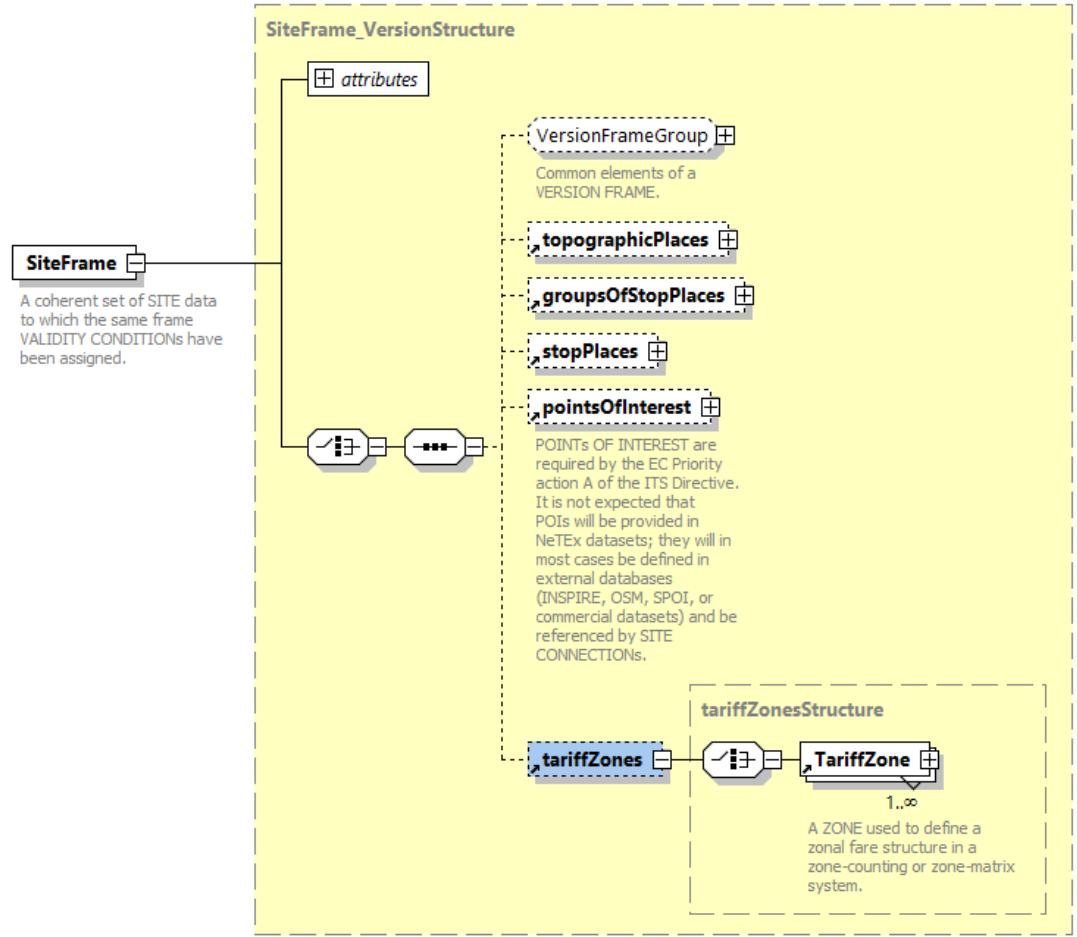 SiteFrame_VersionStructure
attributes
VersionFrameGroup
Common elements of a
VERSION FRAME.
topographicPlaces
SiteFrame
A coherent set of SITE data
to which the same frame
VALIDITY CONDITIONs have
been assigned.
groupsOfStopPlaces
stopPlaces
pointsOfInterest
POINTs OF INTEREST are
required by the EC Priority
action A of the ITS Directive.
It is not expected that
POIs will be provided in
NeTEx datasets; they will in
most cases be defined in
external databases
(INSPIRE, OSM, SPOI, or
commercial datasets) and be
referenced by SITE
CONNECTIONs.
tariffZonesStructure
tariffZones
TariffZone
1..∞
A ZONE used to define a
zonal fare structure in a
zone-counting or zone-matrix
system.